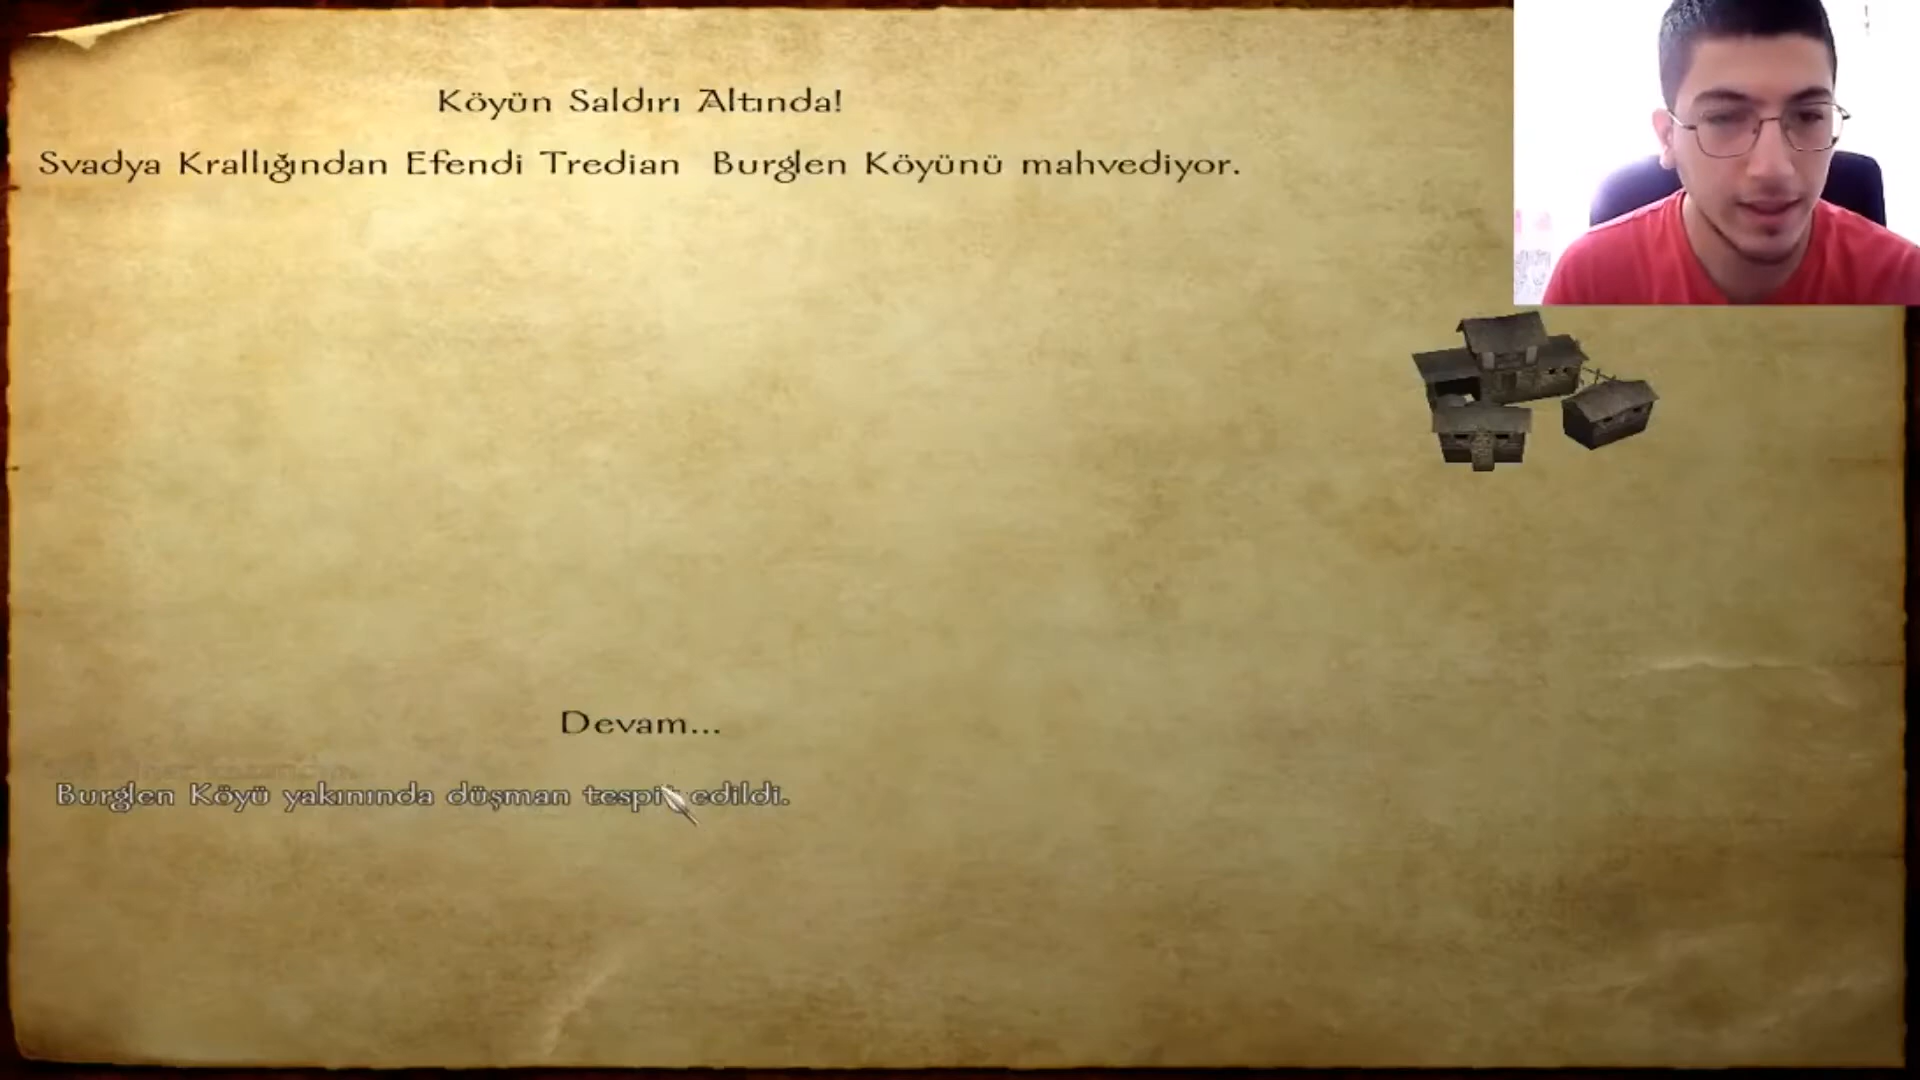 Köyün Saldırı Altında!
Svadya Krallığından Efendi Tredian Burglen Köyünü mahvediyor.
Devam...
Burglen Köyü yakınında düşman tespit edildi.